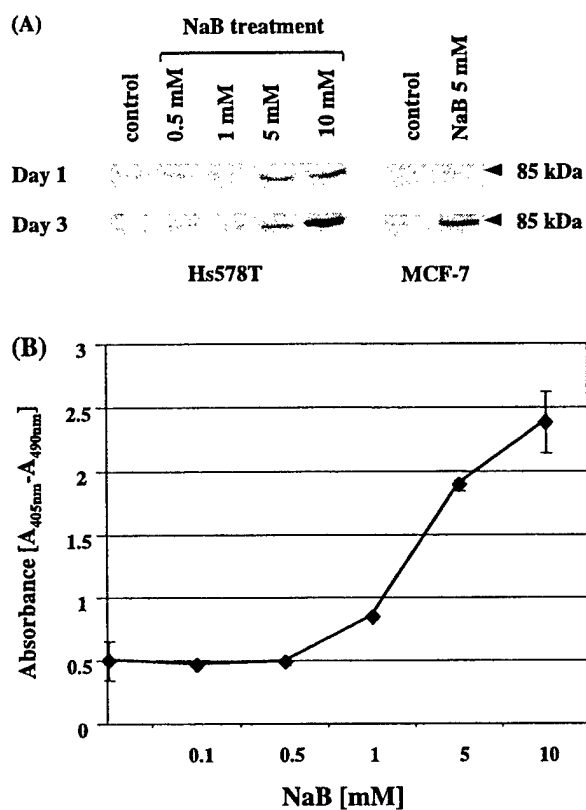 (A)
NaB treatment
control
0.5 mM
1 mM
5 mM
10 mM
control
NaB 5 mM
Day 1
85 kDa
Day 3
85 kDa
Hs578T
MCF-7
(B)
3
2.5
2
1.5
1
0.5
0
Absorbance [A405nm-A490nm]
0.1
0.5
1
5
10
NaB [mM]